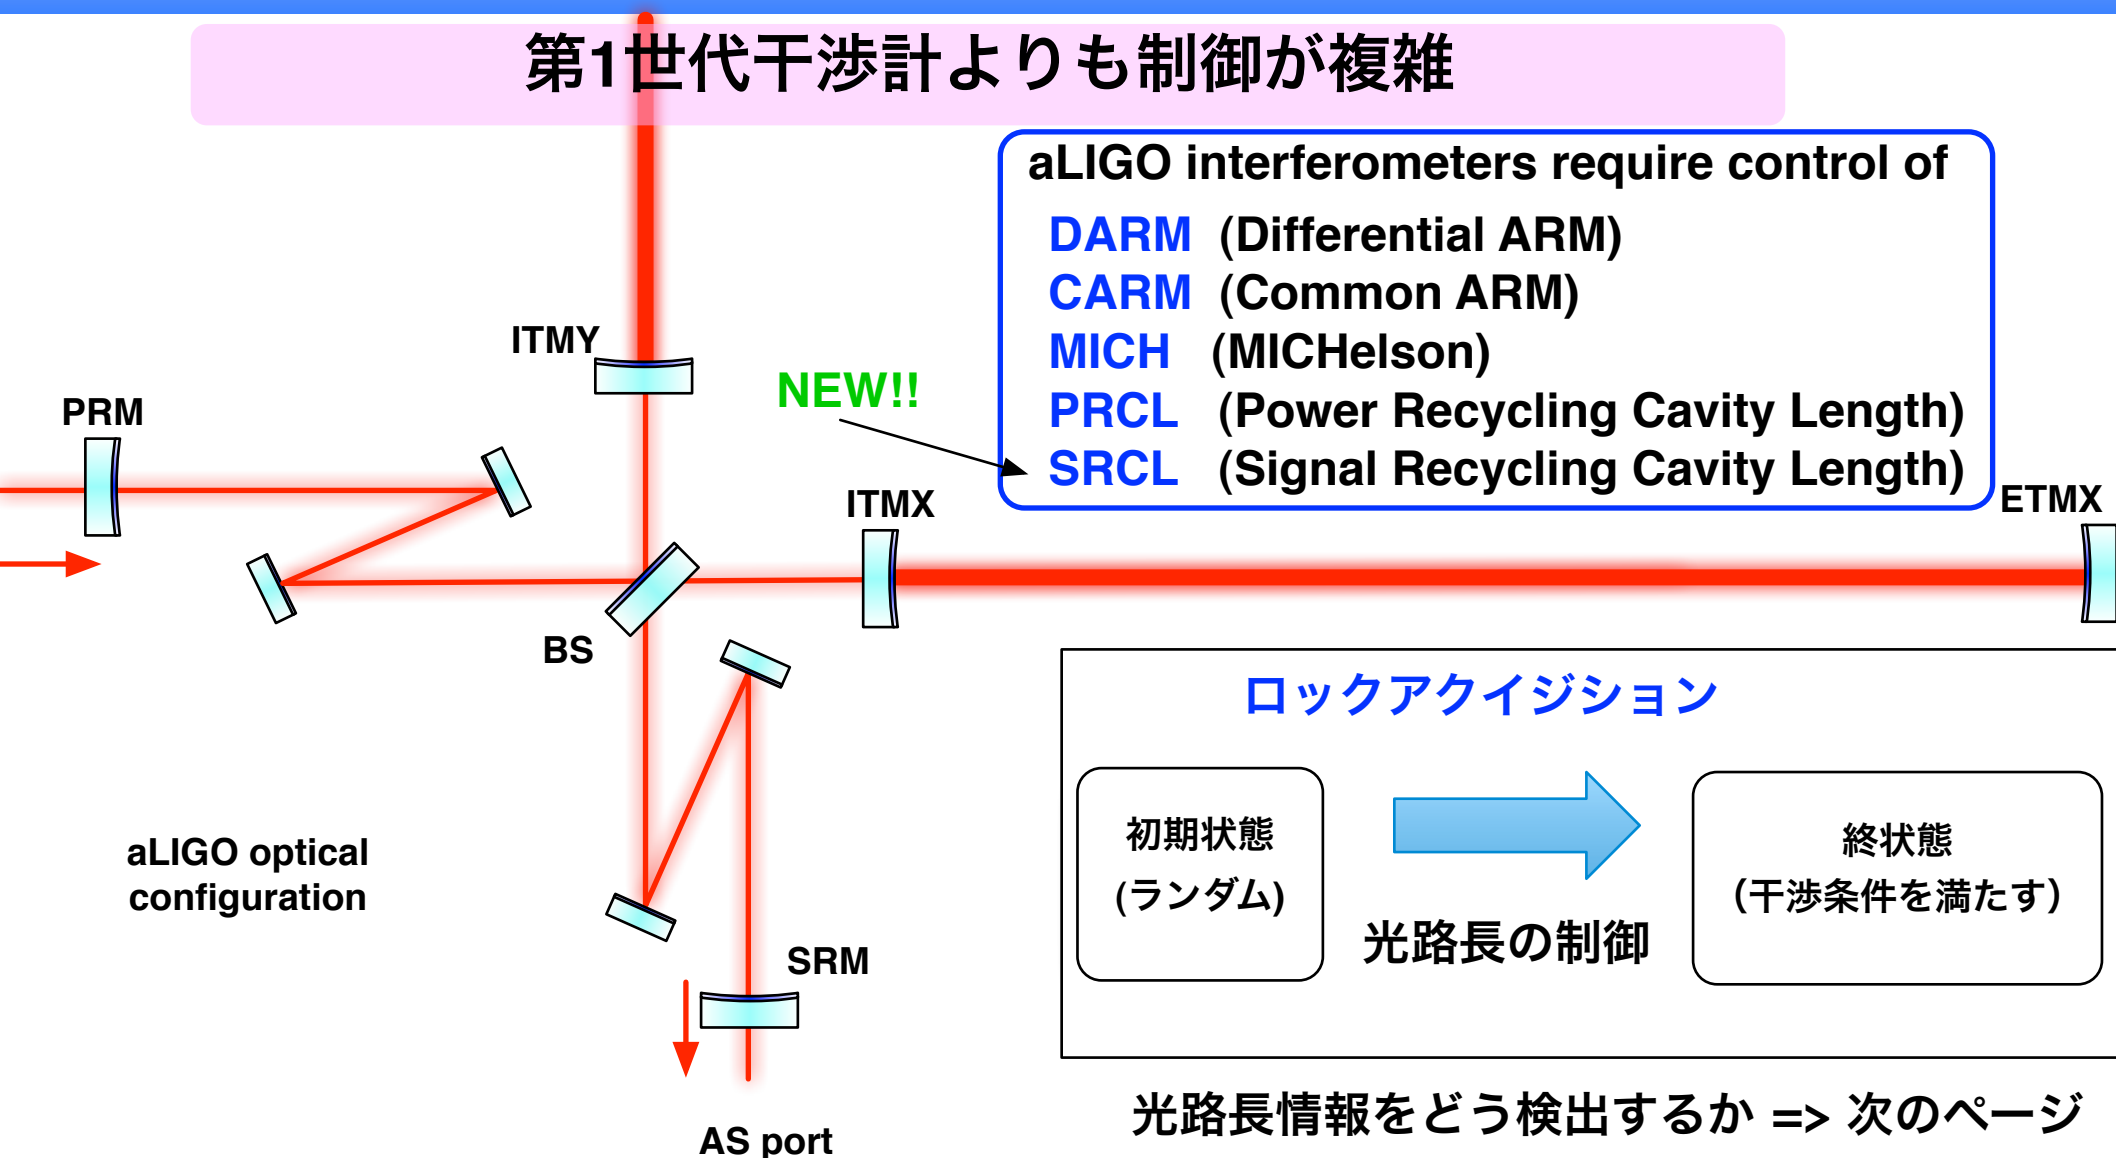 第1世代干渉計よりも制御が複雑
aLIGO interferometers require control of
DARM (Differential ARM)
CARM (Common ARM)
MICH (MICHelson)
PRCL (Power Recycling Cavity Length)
SRCL (Signal Recycling Cavity Length)
NEW!!
ITMY
PRM
ITMX
ETMX
BS
SRM
AS port
aLIGO optical
configuration
ロックアクイジション
初期状態
(ランダム)
光路長の制御
終状態
（干渉条件を満たす）
光路長情報をどう検出するか => 次のページ